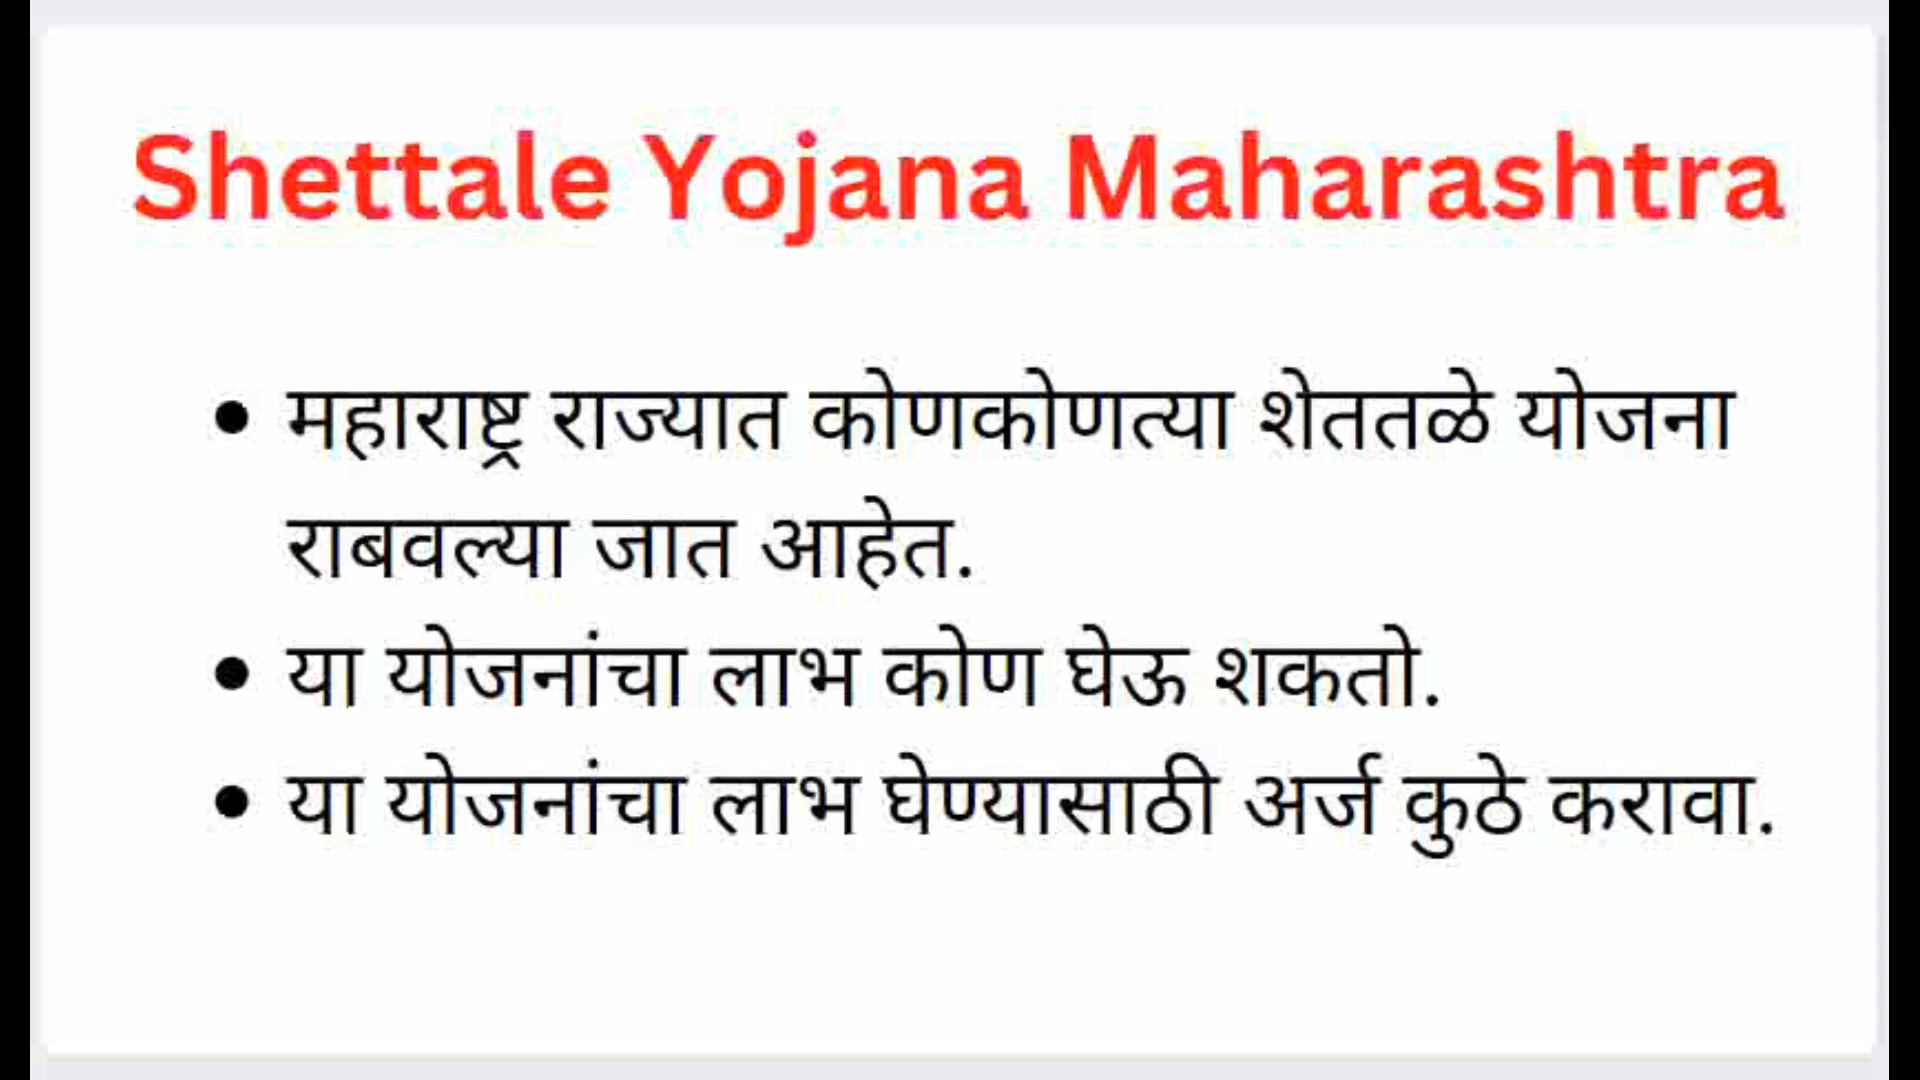 Shettale Yojana Maharashtra
• महाराष्ट्र राज्यात कोणकोणत्या शेततळे योजना
राबवल्या जात आहेत.
• या योजनांचा लाभ कोण घेऊ शकतो.
• या योजनांचा लाभ घेण्यासाठी अर्ज कुठे करावा.